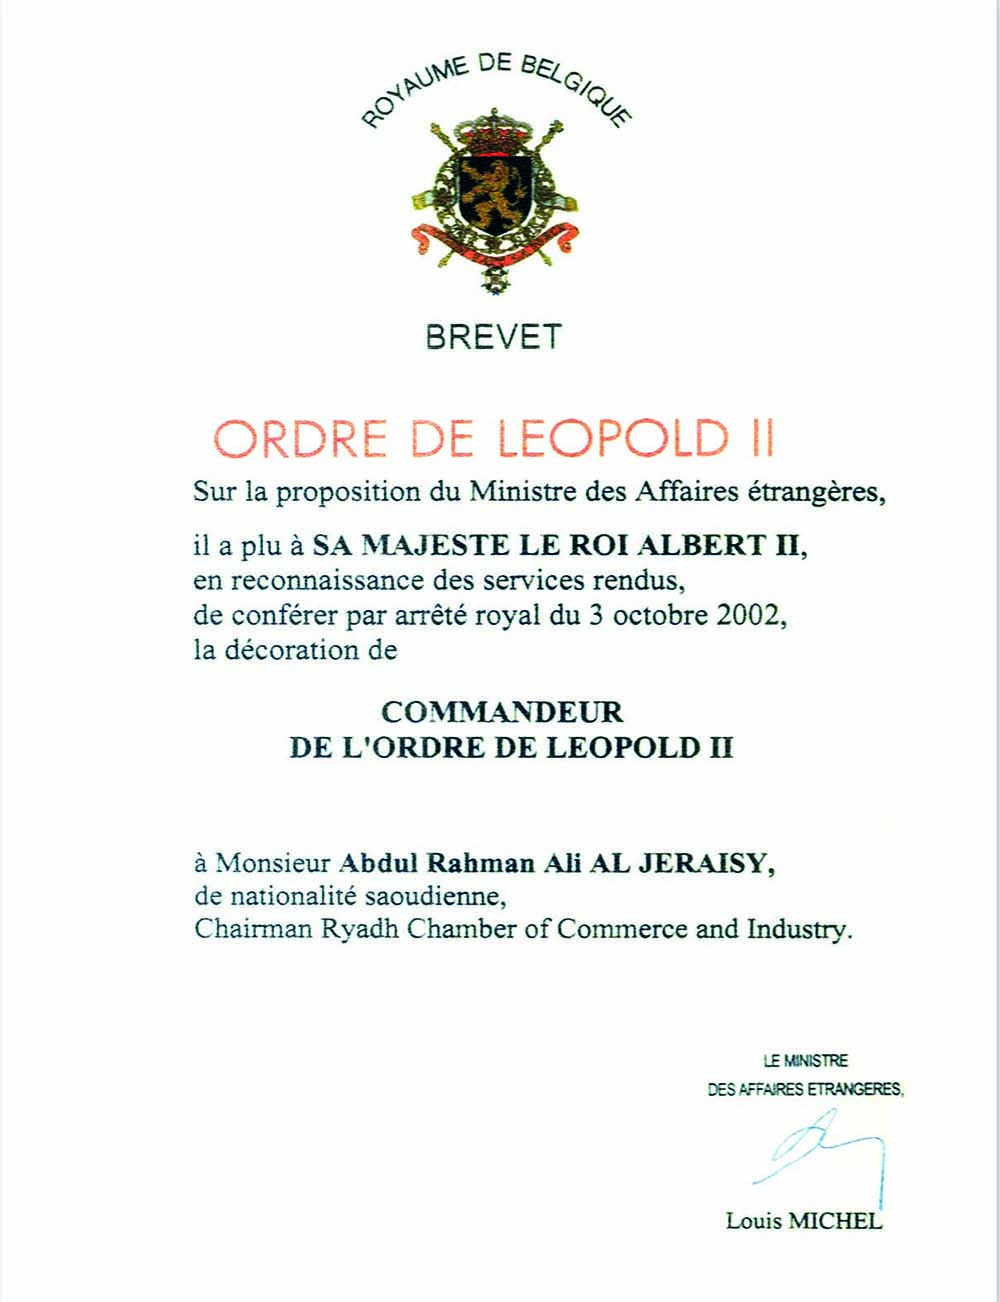 ROYAUME DE BELGIQUE
BREVET
ORDRE DE LEOPOLD II
Sur la proposition du Ministre des Affaires étrangères,
il a plu à SA MAJESTE LE ROI ALBERT II,
en reconnaissance des services rendus,
de conférer par arrêté royal du 3 octobre 2002,
la décoration de
COMMANDEUR
DE L'ORDRE DE LEOPOLD II
à Monsieur Abdul Rahman Ali AL JERAISY,
de nationalité saoudienne,
Chairman Ryadh Chamber of Commerce and Industry.
LE MINISTRE
DES AFFAIRES ETRANGERES,
Louis MICHEL